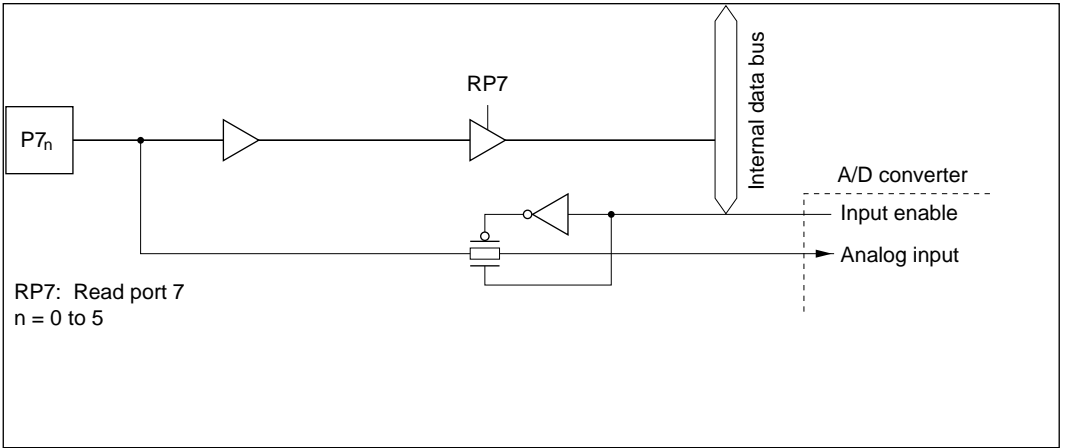 RP7
P7n
Internal data bus
A/D converter
Input enable
Analog input
RP7: Read port 7
n = 0 to 5